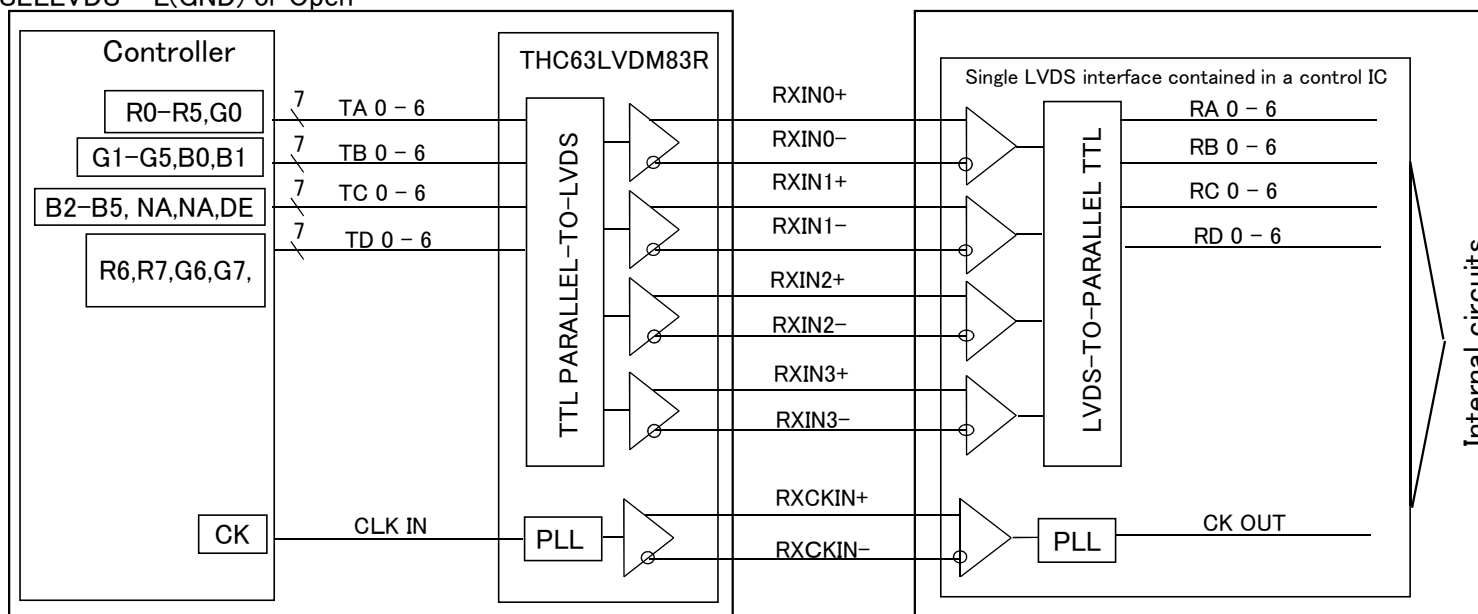 SELLVDS = L(GND) or Open
Controller
THC63LVDM83R
Single LVDS interface contained in a control IC
R0-R5,G0
7
TA 0 - 6
RXIN0+
RA 0 - 6
G1-G5,B0,B1
7
TB 0 - 6
RXIN0-
RB 0 - 6
B2-B5, NA,NA,DE
7
TC 0 - 6
RXIN1+
RC 0 - 6
R6,R7,G6,G7,
7
TD 0 - 6
RXIN1-
RD 0 - 6
TTL PARALLEL-TO-LVDS
LVDS-TO-PARALLEL TTL
RXIN2+
RXIN2-
RXIN3+
RXIN3-
Internal circuits
CK
CLK IN
PLL
RXCKIN+
RXCKIN-
PLL
CK OUT